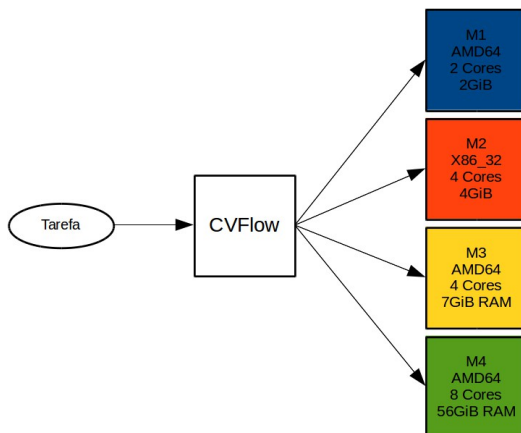 Tarefa
CVFlow
M1
AMD64
2 Cores
2GiB
M2
X86_32
4 Cores
4GiB
M3
AMD64
4 Cores
7GiB RAM
M4
AMD64
8 Cores
56GiB RAM